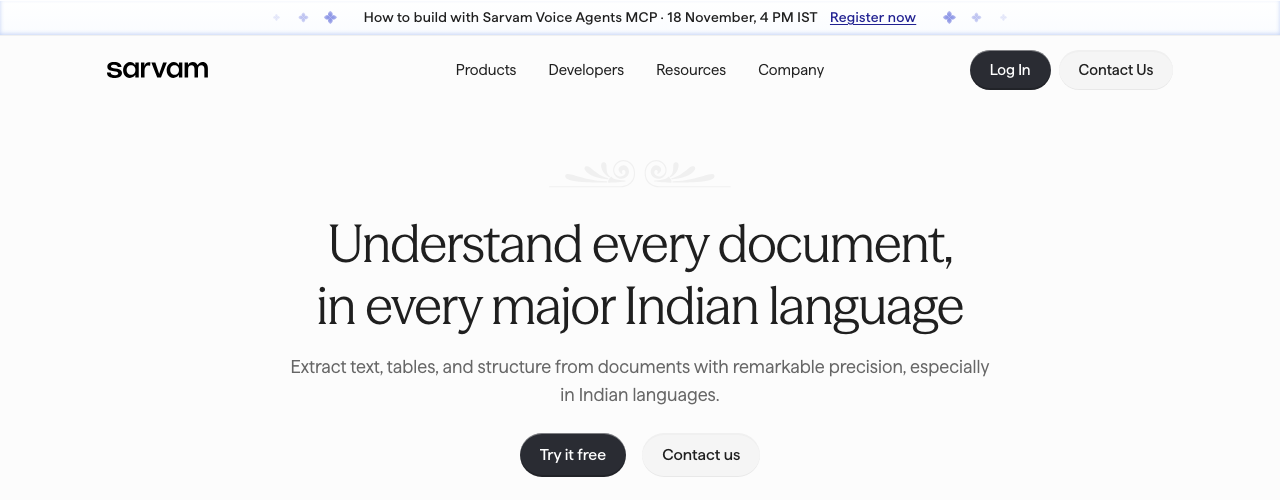 How to build with Sarvam Voice Agents MCP · 18 November, 4 PM IST Register now
sarvam
Products Developers Resources Company
Log In Contact Us
Understand every document,
in every major Indian language
Extract text, tables, and structure from documents with remarkable precision, especially
in Indian languages.
Try it free Contact us